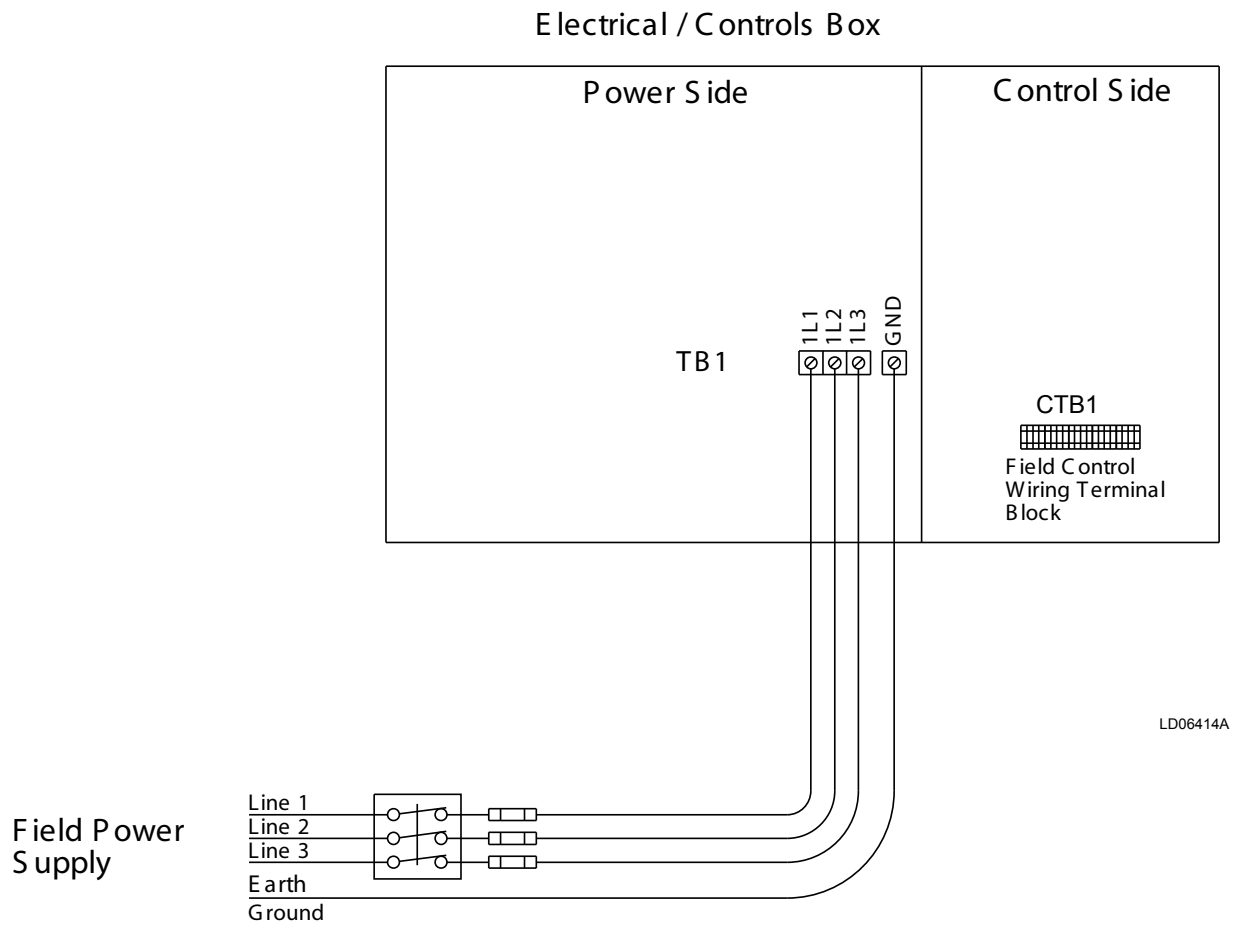 Electrical / Controls Box
Power Side
Control Side
1L1
1L2
1L3
GND
TB1
CTB1
Field Control
Wiring Terminal
Block
LD06414A
Field Power
Supply
Line 1
Line 2
Line 3
Earth
Ground